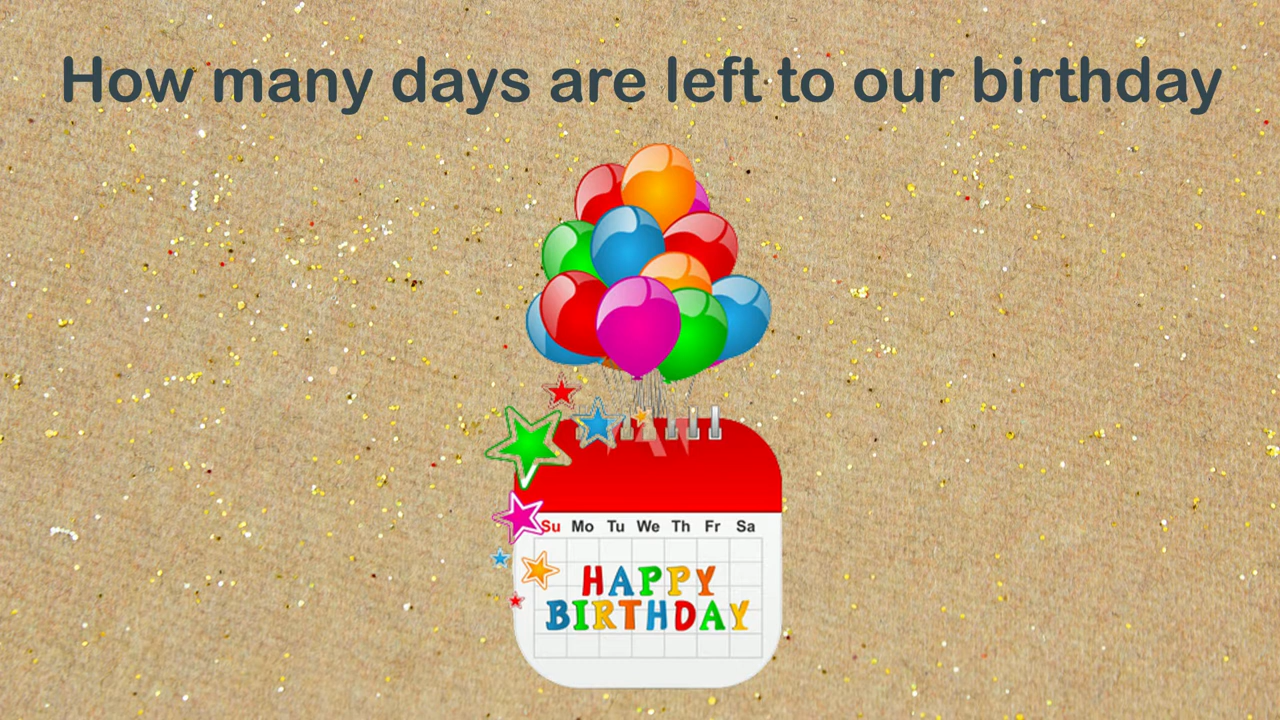 How many days are left to our birthday
Su Mo Tu We Th Fr Sa
HAPPY
BIRTHDAY